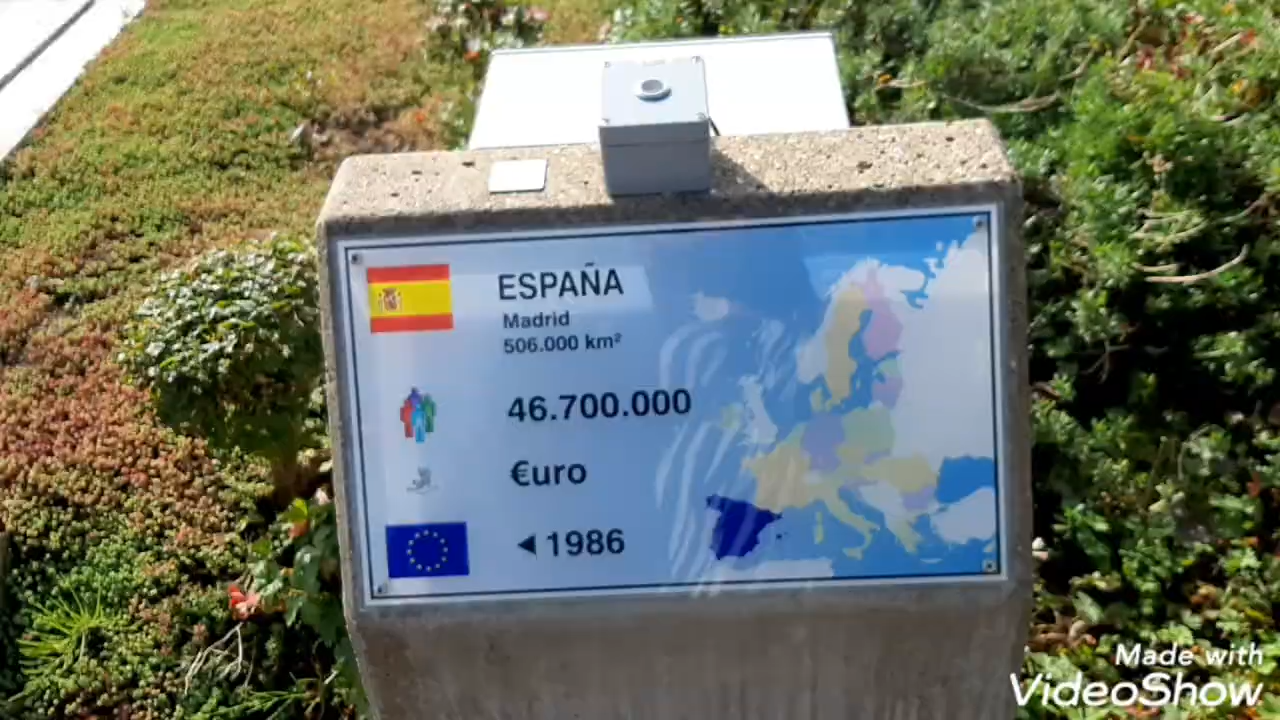 ESPAÑA
Madrid
506.000 km²
46.700.000
€uro
◄1986
Made with
VideoShow